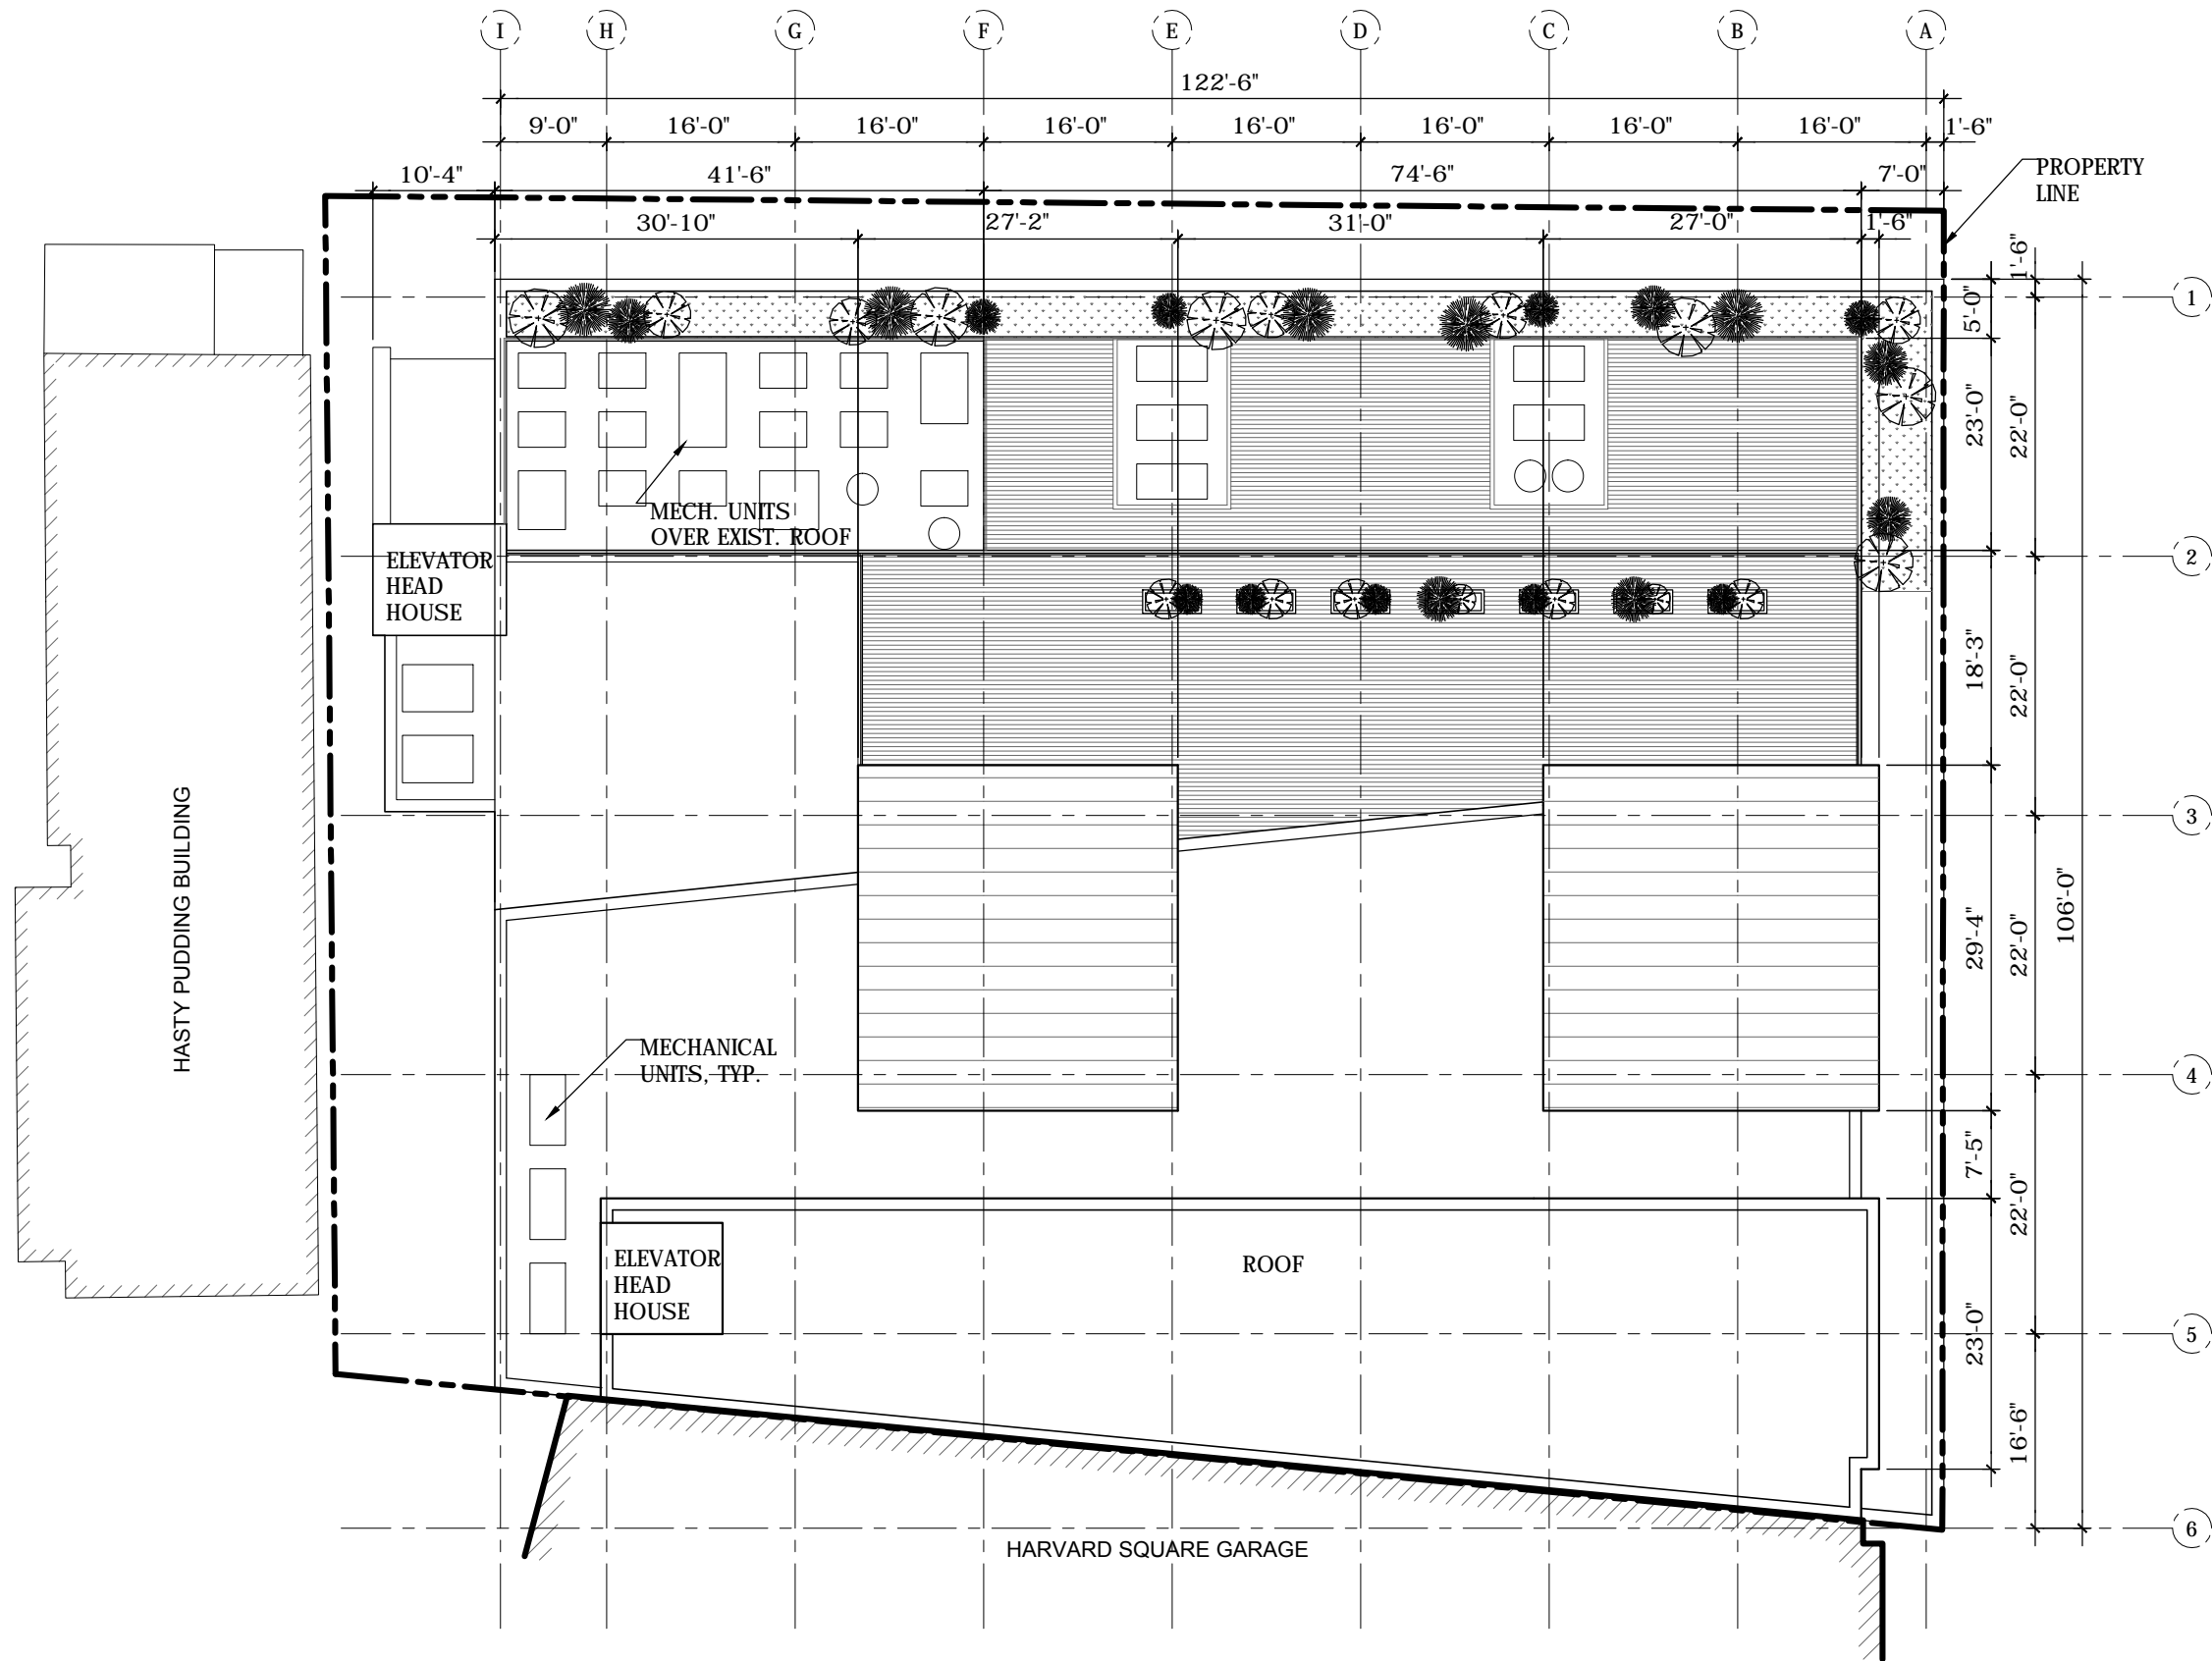 I H G F E D C B A
122'-6"
9'-0" 16'-0" 16'-0" 16'-0" 16'-0" 16'-0" 16'-0" 16'-0" 1'-6"
10'-4" 41'-6" 74'-6" 7'-0"
PROPERTY
LINE
30'-10" 27'-2" 31'-0" 27'-0" 1'-6"
1'-6"
1
5'-0"
23'-0"
22'-0"
MECH. UNITS
OVER EXIST. ROOF
ELEVATOR
HEAD
HOUSE
2
18'-3"
22'-0"
3
HASTY PUDDING BUILDING
29'-4"
22'-0"
106'-0"
MECHANICAL
UNITS, TYP.
4
7'-5"
22'-0"
ELEVATOR
HEAD
HOUSE
ROOF
23'-0"
5
16'-6"
6
HARVARD SQUARE GARAGE